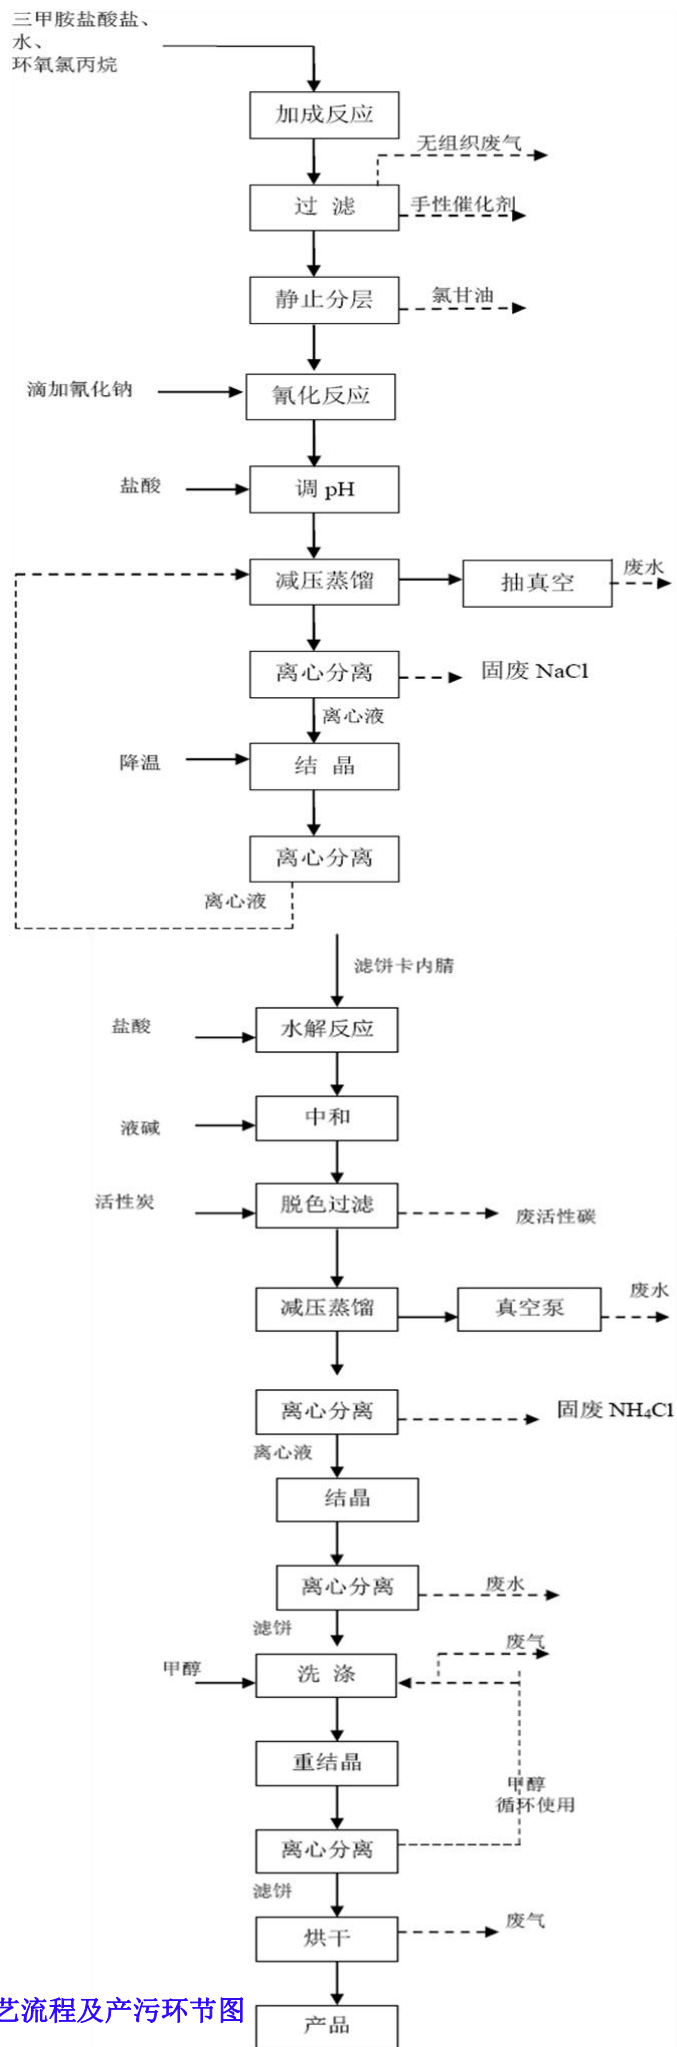 三甲胺盐酸盐、
水、
环氧氯丙烷
加成反应
无组织废气
过 滤
手性催化剂
静止分层
氯甘油
滴加氰化钠
氰化反应
盐酸
调 pH
减压蒸馏
抽真空
废水
离心分离
固废 NaCl
离心液
降温
结 晶
离心分离
离心液
滤饼卡内腈
盐酸
水解反应
液碱
中和
活性炭
脱色过滤
废活性碳
减压蒸馏
真空泵
废水
离心分离
固废 NH₄Cl
离心液
结晶
离心分离
废水
滤饼
废气
甲醇
洗 涤
重结晶
甲醇
循环使用
离心分离
滤饼
烘干
废气
艺流程及产污环节图
产品